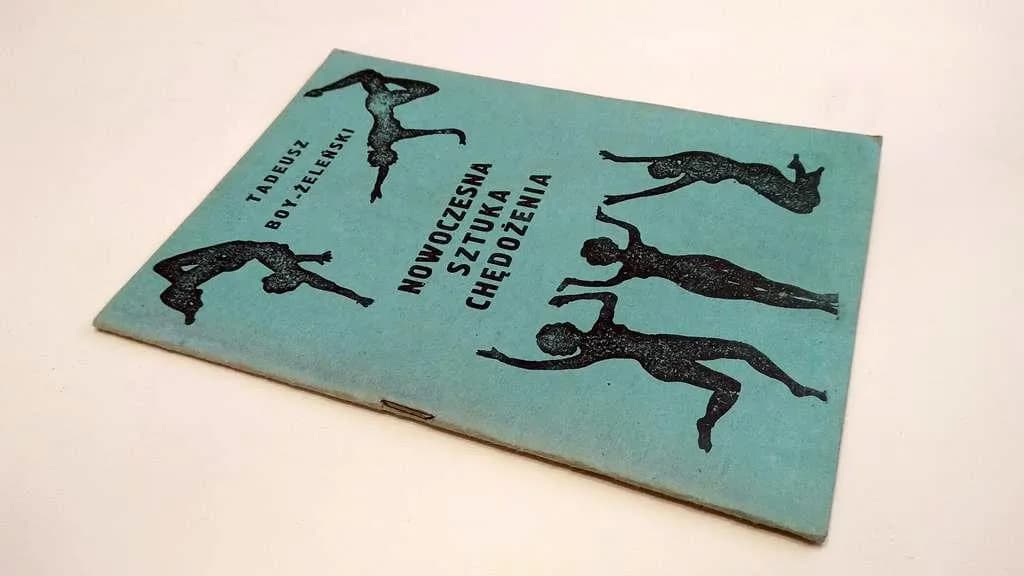 TADEUSZ
BOY-ŻELEŃSKI
NOWOCZESNA
SZTUKA
CHĘDOŻENIA